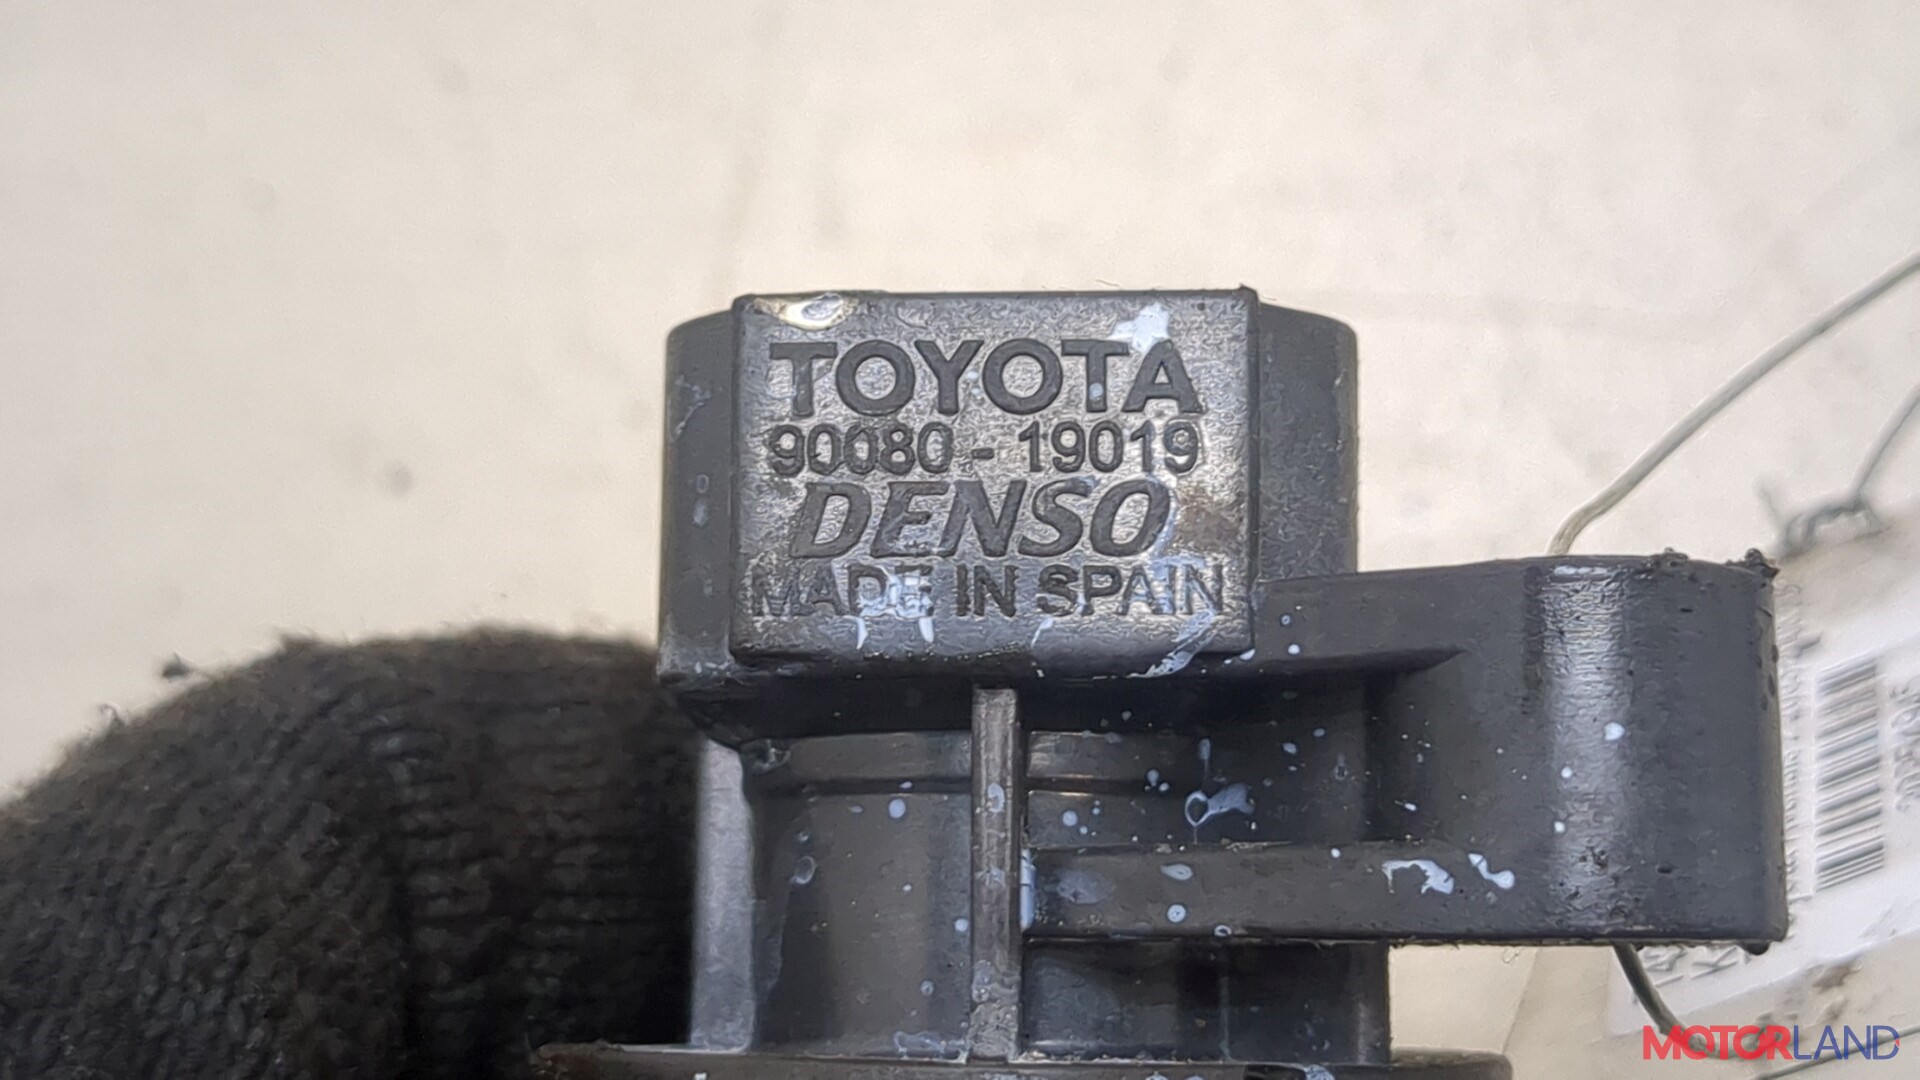 TOYOTA
90080-19019
DENSO
MADE IN SPAIN
MOTORLAND